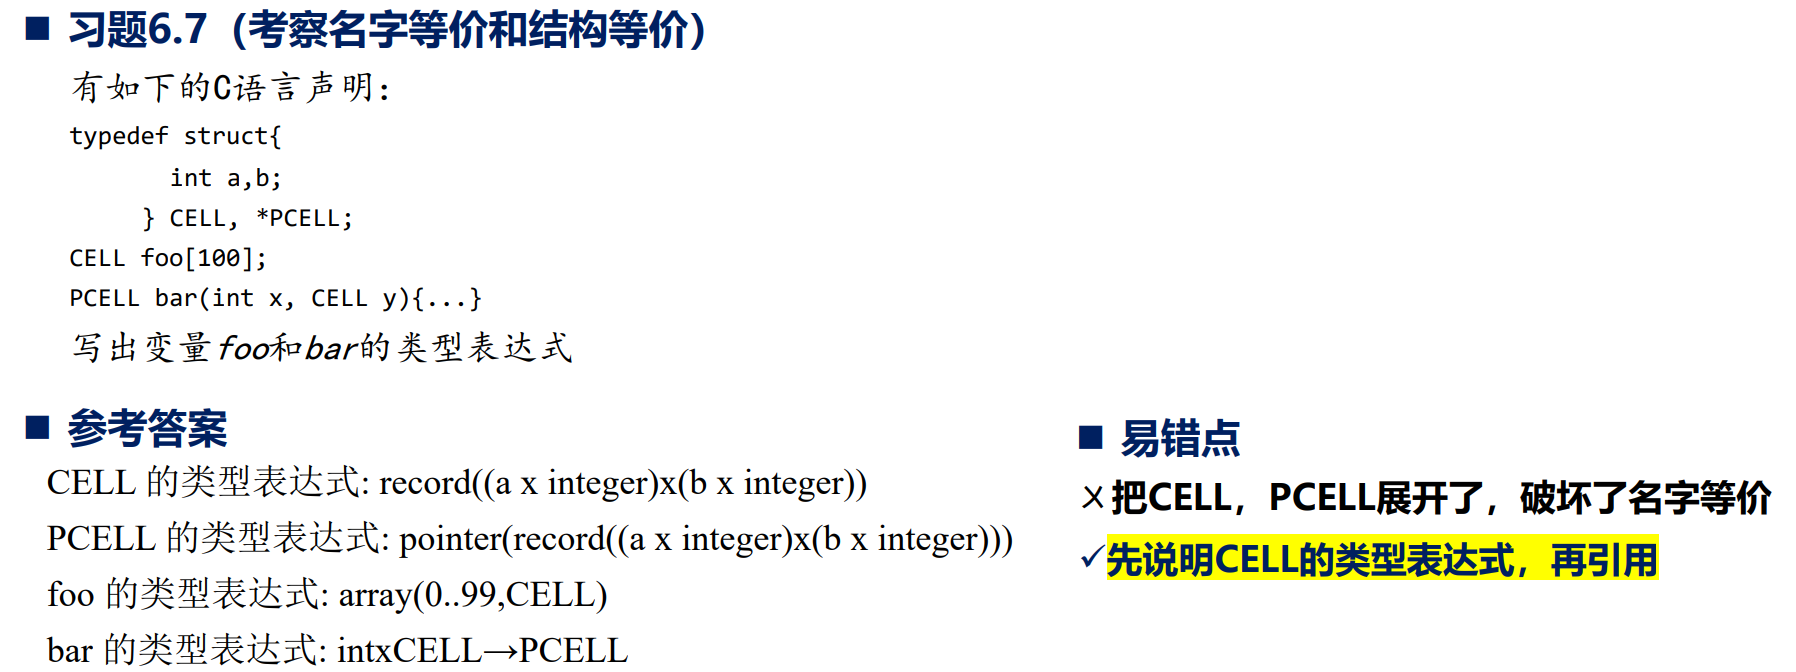 ■ 习题6.7（考察名字等价和结构等价）
有如下的C语言声明：
typedef struct{
int a,b;
} CELL, *PCELL;
CELL foo[100];
PCELL bar(int x, CELL y){...}
写出变量foo和bar的类型表达式
■ 参考答案
CELL 的类型表达式: record((a x integer)x(b x integer))
PCELL 的类型表达式: pointer(record((a x integer)x(b x integer)))
foo 的类型表达式: array(0..99,CELL)
bar 的类型表达式: intxCELL→PCELL
■ 易错点
☓把CELL，PCELL展开了，破坏了名字等价
✓先说明CELL的类型表达式，再引用